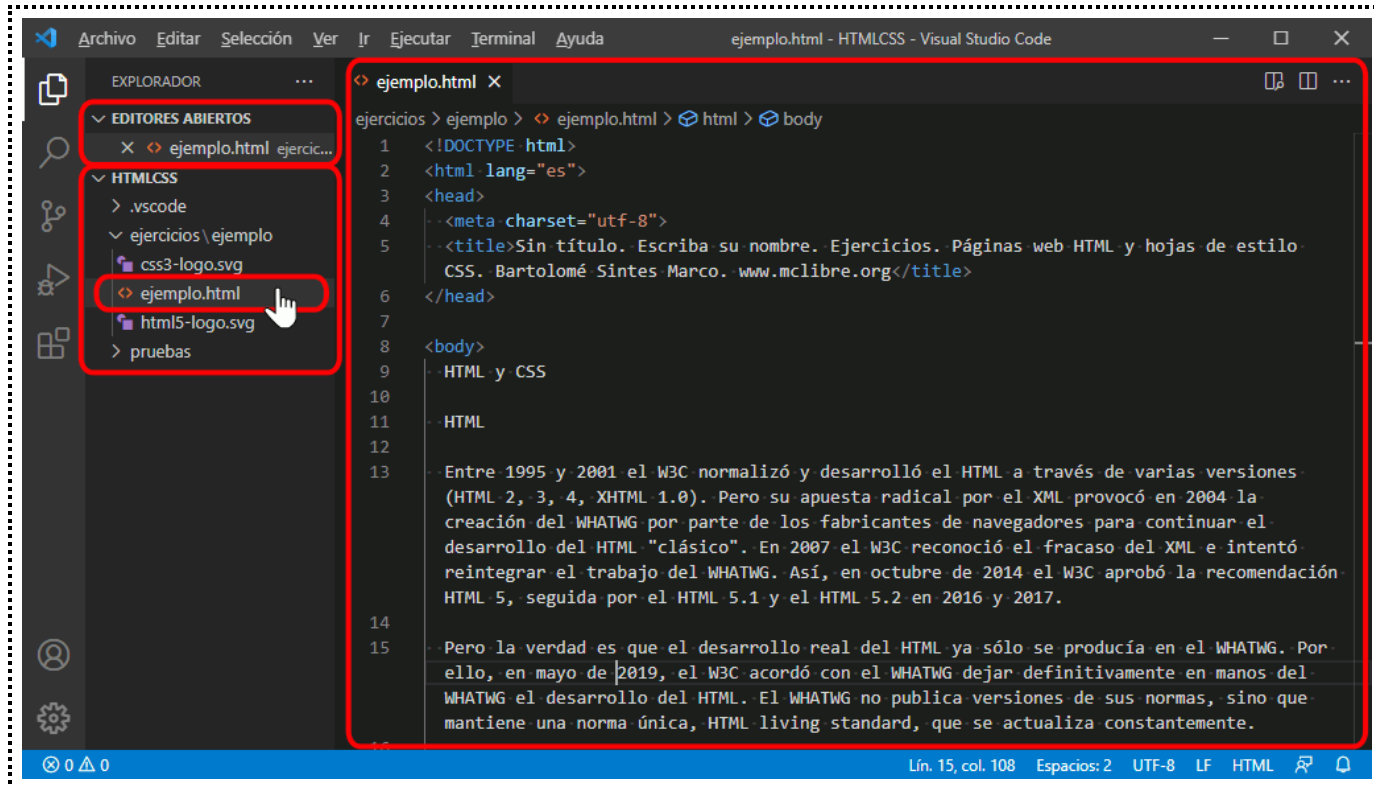 Archivo Editar Selección Ver Ir Ejecutar Terminal Ayuda ejemplo.html - HTMLCSS - Visual Studio Code
EXPLORADOR ···
EDITORES ABIERTOS
ejemplo.html ejercic...
HTMLCSS
.vscode
ejercicios\ejemplo
css3-logo.svg
ejemplo.html
html5-logo.svg
pruebas
ejemplo.html
ejercicios > ejemplo > ejemplo.html > html > body
1 <!DOCTYPE html>
2 <html lang="es">
3 <head>
4 <meta charset="utf-8">
5 <title>Sin título. Escriba su nombre. Ejercicios. Páginas web HTML y hojas de estilo
CSS. Bartolomé Sintes Marco. www.mclibre.org</title>
6 </head>
7
8 <body>
9 HTML y CSS
10
11 HTML
12
13 Entre 1995 y 2001 el W3C normalizó y desarrolló el HTML a través de varias versiones
(HTML 2, 3, 4, XHTML 1.0). Pero su apuesta radical por el XML provocó en 2004 la
creación del WHATWG por parte de los fabricantes de navegadores para continuar el
desarrollo del HTML "clásico". En 2007 el W3C reconoció el fracaso del XML e intentó
reintegrar el trabajo del WHATWG. Así, en octubre de 2014 el W3C aprobó la recomendación
HTML 5, seguida por el HTML 5.1 y el HTML 5.2 en 2016 y 2017.
14
15 Pero la verdad es que el desarrollo real del HTML ya sólo se producía en el WHATWG. Por
ello, en mayo de 2019, el W3C acordó con el WHATWG dejar definitivamente en manos del
WHATWG el desarrollo del HTML. El WHATWG no publica versiones de sus normas, sino que
mantiene una norma única, HTML living standard, que se actualiza constantemente.
0 0 Lín. 15, col. 108 Espacios: 2 UTF-8 LF HTML